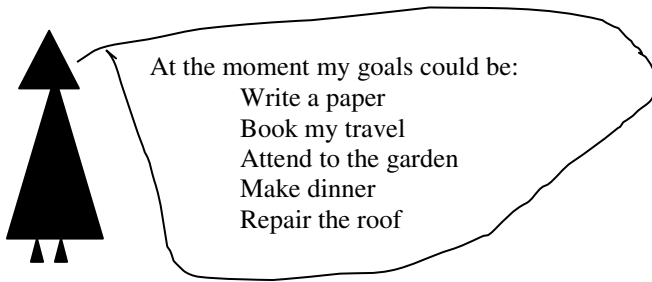 At the moment my goals could be:
Write a paper
Book my travel
Attend to the garden
Make dinner
Repair the roof